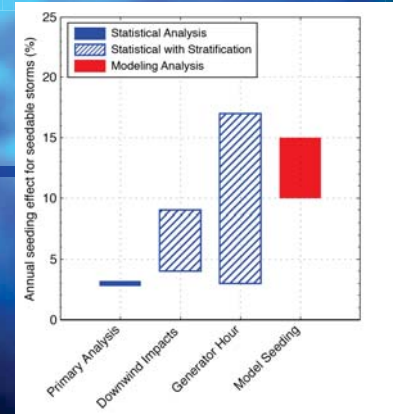 Annual seeding effect for seedable storms (%)
25
20
15
10
5
0
Statistical Analysis
Statistical with Stratification
Modeling Analysis
Primary Analysis
Downwind Impacts
Generator Hour
Model Seeding